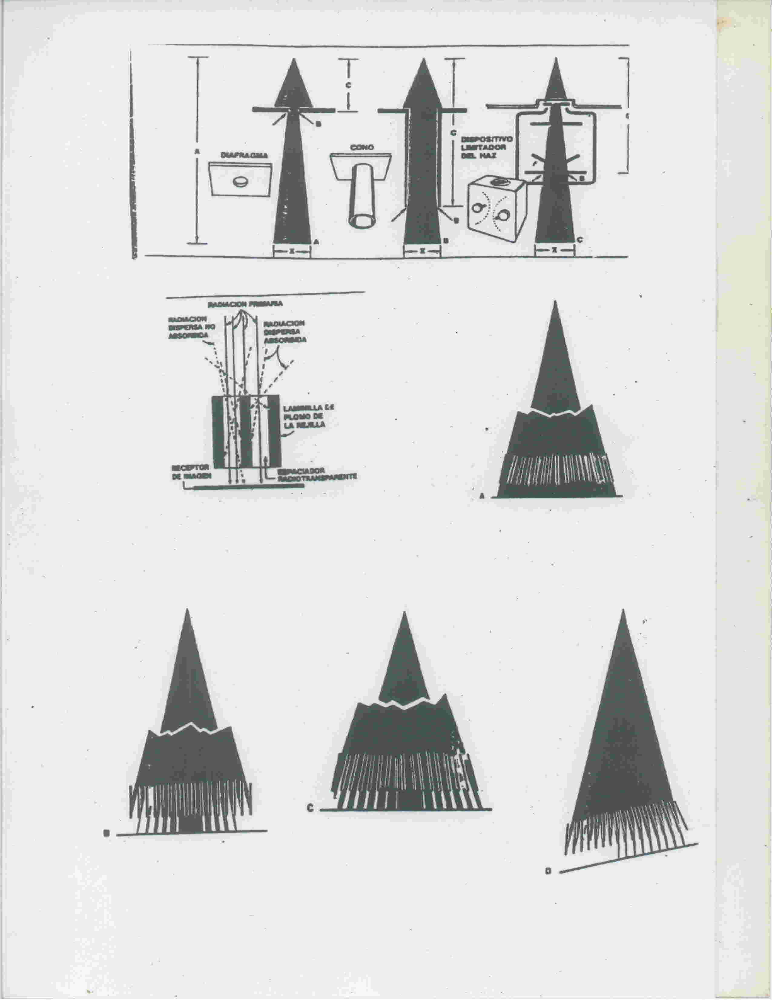 C
A
B
DIAFRAGMA
CONO
C
DISPOSITIVO
LIMITADOR
DEL HAZ
B
B
A
B
C
X
X
X
RADIACION PRIMARIA
RADIACION
DISPERSA NO
ABSORBIDA
RADIACION
DISPERSA
ABSORBIDA
LAMINILLA DE
PLOMO DE
LA REJILLA
RECEPTOR
DE IMAGEN
ESPACIADOR
RADIOTRANSPARENTE
A
B
C
D